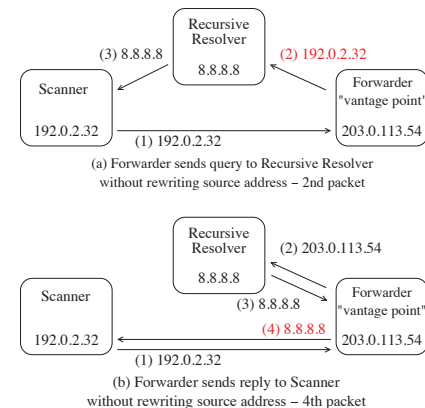 Recursive
Resolver
8.8.8.8
(3) 8.8.8.8
(2) 192.0.2.32
Scanner
192.0.2.32
Forwarder
"vantage point"
203.0.113.54
(1) 192.0.2.32
(a) Forwarder sends query to Recursive Resolver
without rewriting source address – 2nd packet
Recursive
Resolver
8.8.8.8
(2) 203.0.113.54
(3) 8.8.8.8
Scanner
192.0.2.32
Forwarder
"vantage point"
203.0.113.54
(4) 8.8.8.8
(1) 192.0.2.32
(b) Forwarder sends reply to Scanner
without rewriting source address – 4th packet